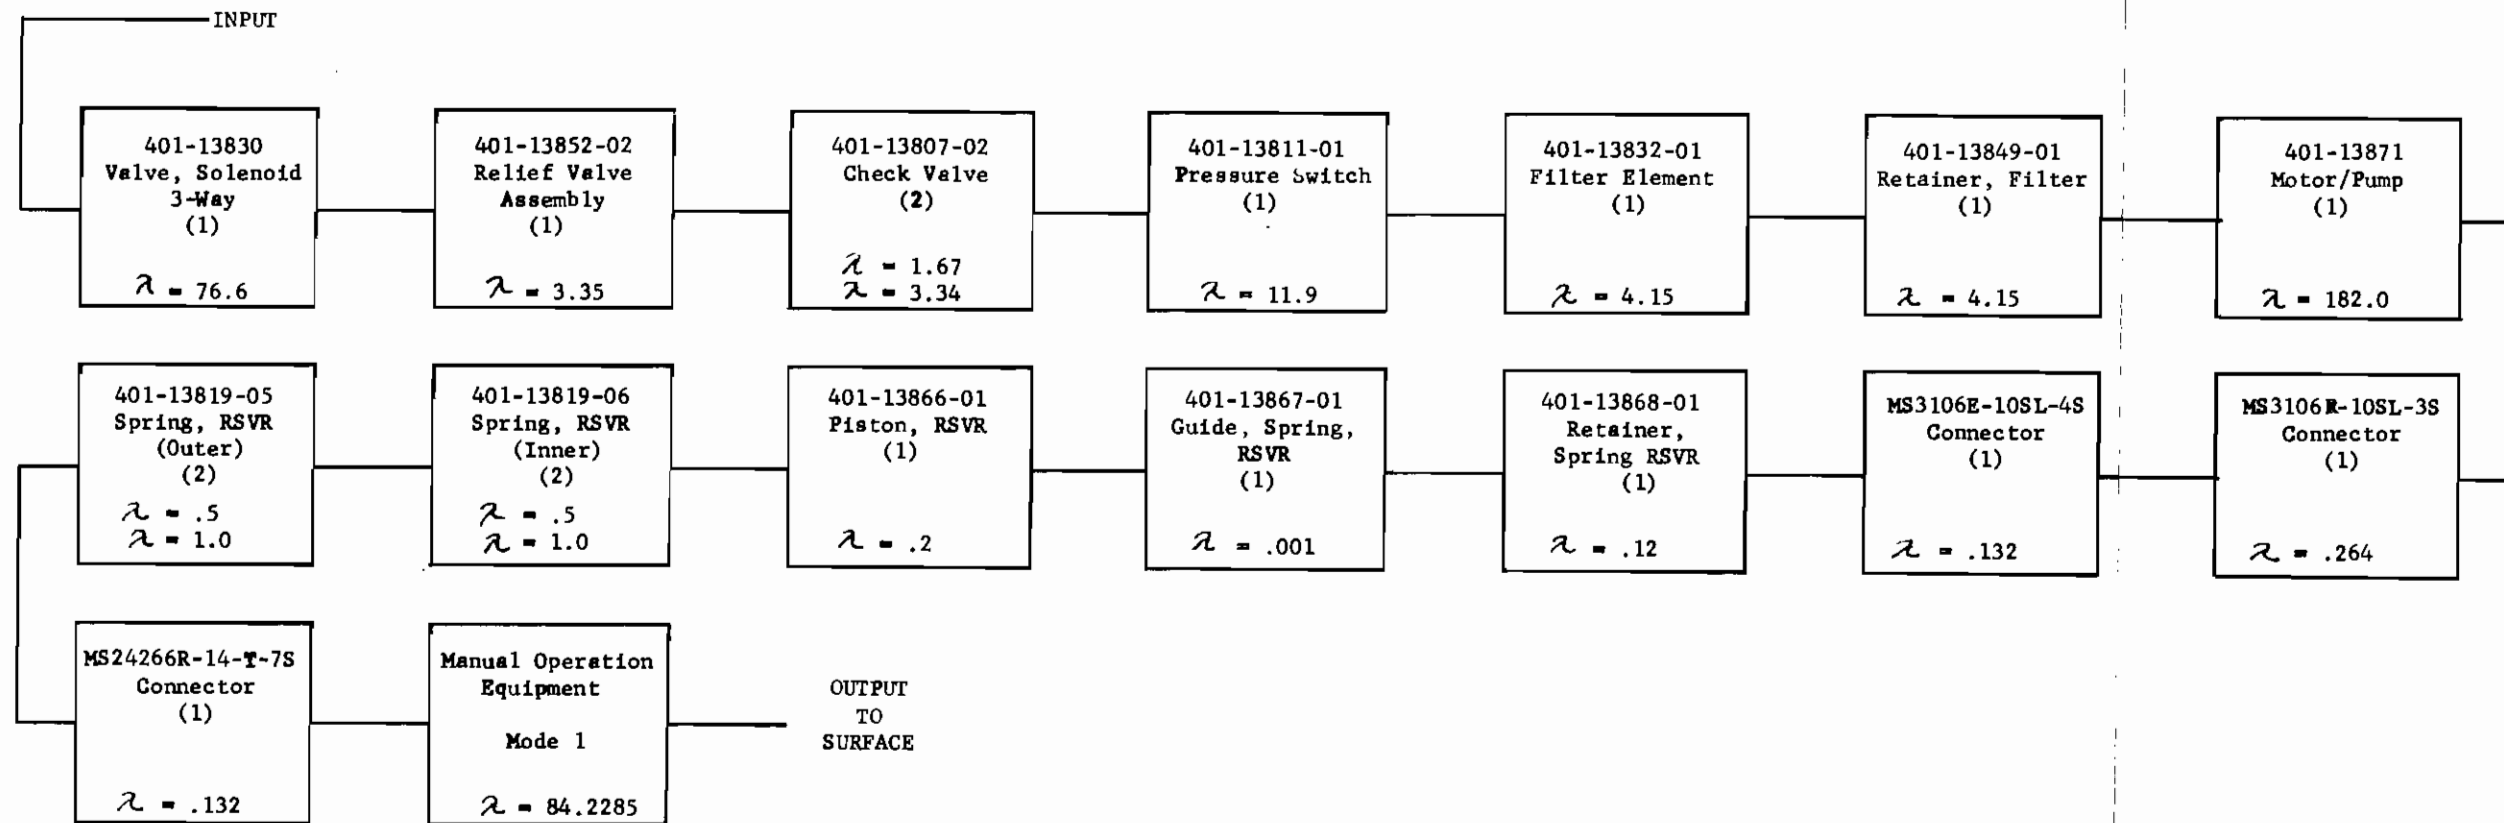 INPUT
401-13830
Valve, Solenoid
3-Way
(1)
λ = 76.6
401-13852-02
Relief Valve
Assembly
(1)
λ = 3.35
401-13807-02
Check Valve
(2)
λ = 1.67
λ = 3.34
401-13811-01
Pressure Switch
(1)
λ = 11.9
401-13832-01
Filter Element
(1)
λ = 4.15
401-13849-01
Retainer, Filter
(1)
λ = 4.15
401-13871
Motor/Pump
(1)
λ = 182.0
401-13819-05
Spring, RSVR
(Outer)
(2)
λ = .5
λ = 1.0
401-13819-06
Spring, RSVR
(Inner)
(2)
λ = .5
λ = 1.0
401-13866-01
Piston, RSVR
(1)
λ = .2
401-13867-01
Guide, Spring,
RSVR
(1)
λ = .001
401-13868-01
Retainer,
Spring RSVR
(1)
λ = .12
MS3106E-10SL-4S
Connector
(1)
λ = .132
MS3106R-10SL-3S
Connector
(1)
λ = .264
MS24266R-14-T-7S
Connector
(1)
λ = .132
Manual Operation
Equipment
Mode 1
λ = 84.2285
OUTPUT
TO
SURFACE